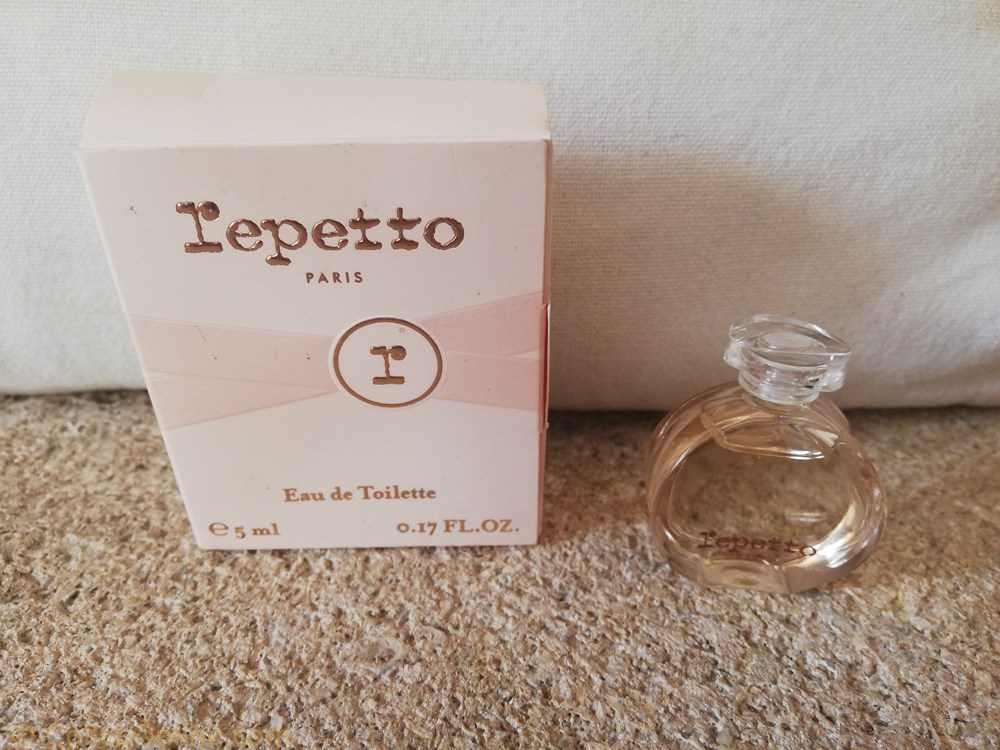 repetto
PARIS
r
Eau de Toilette
℮ 5 ml 0.17 FL.OZ.
repetto